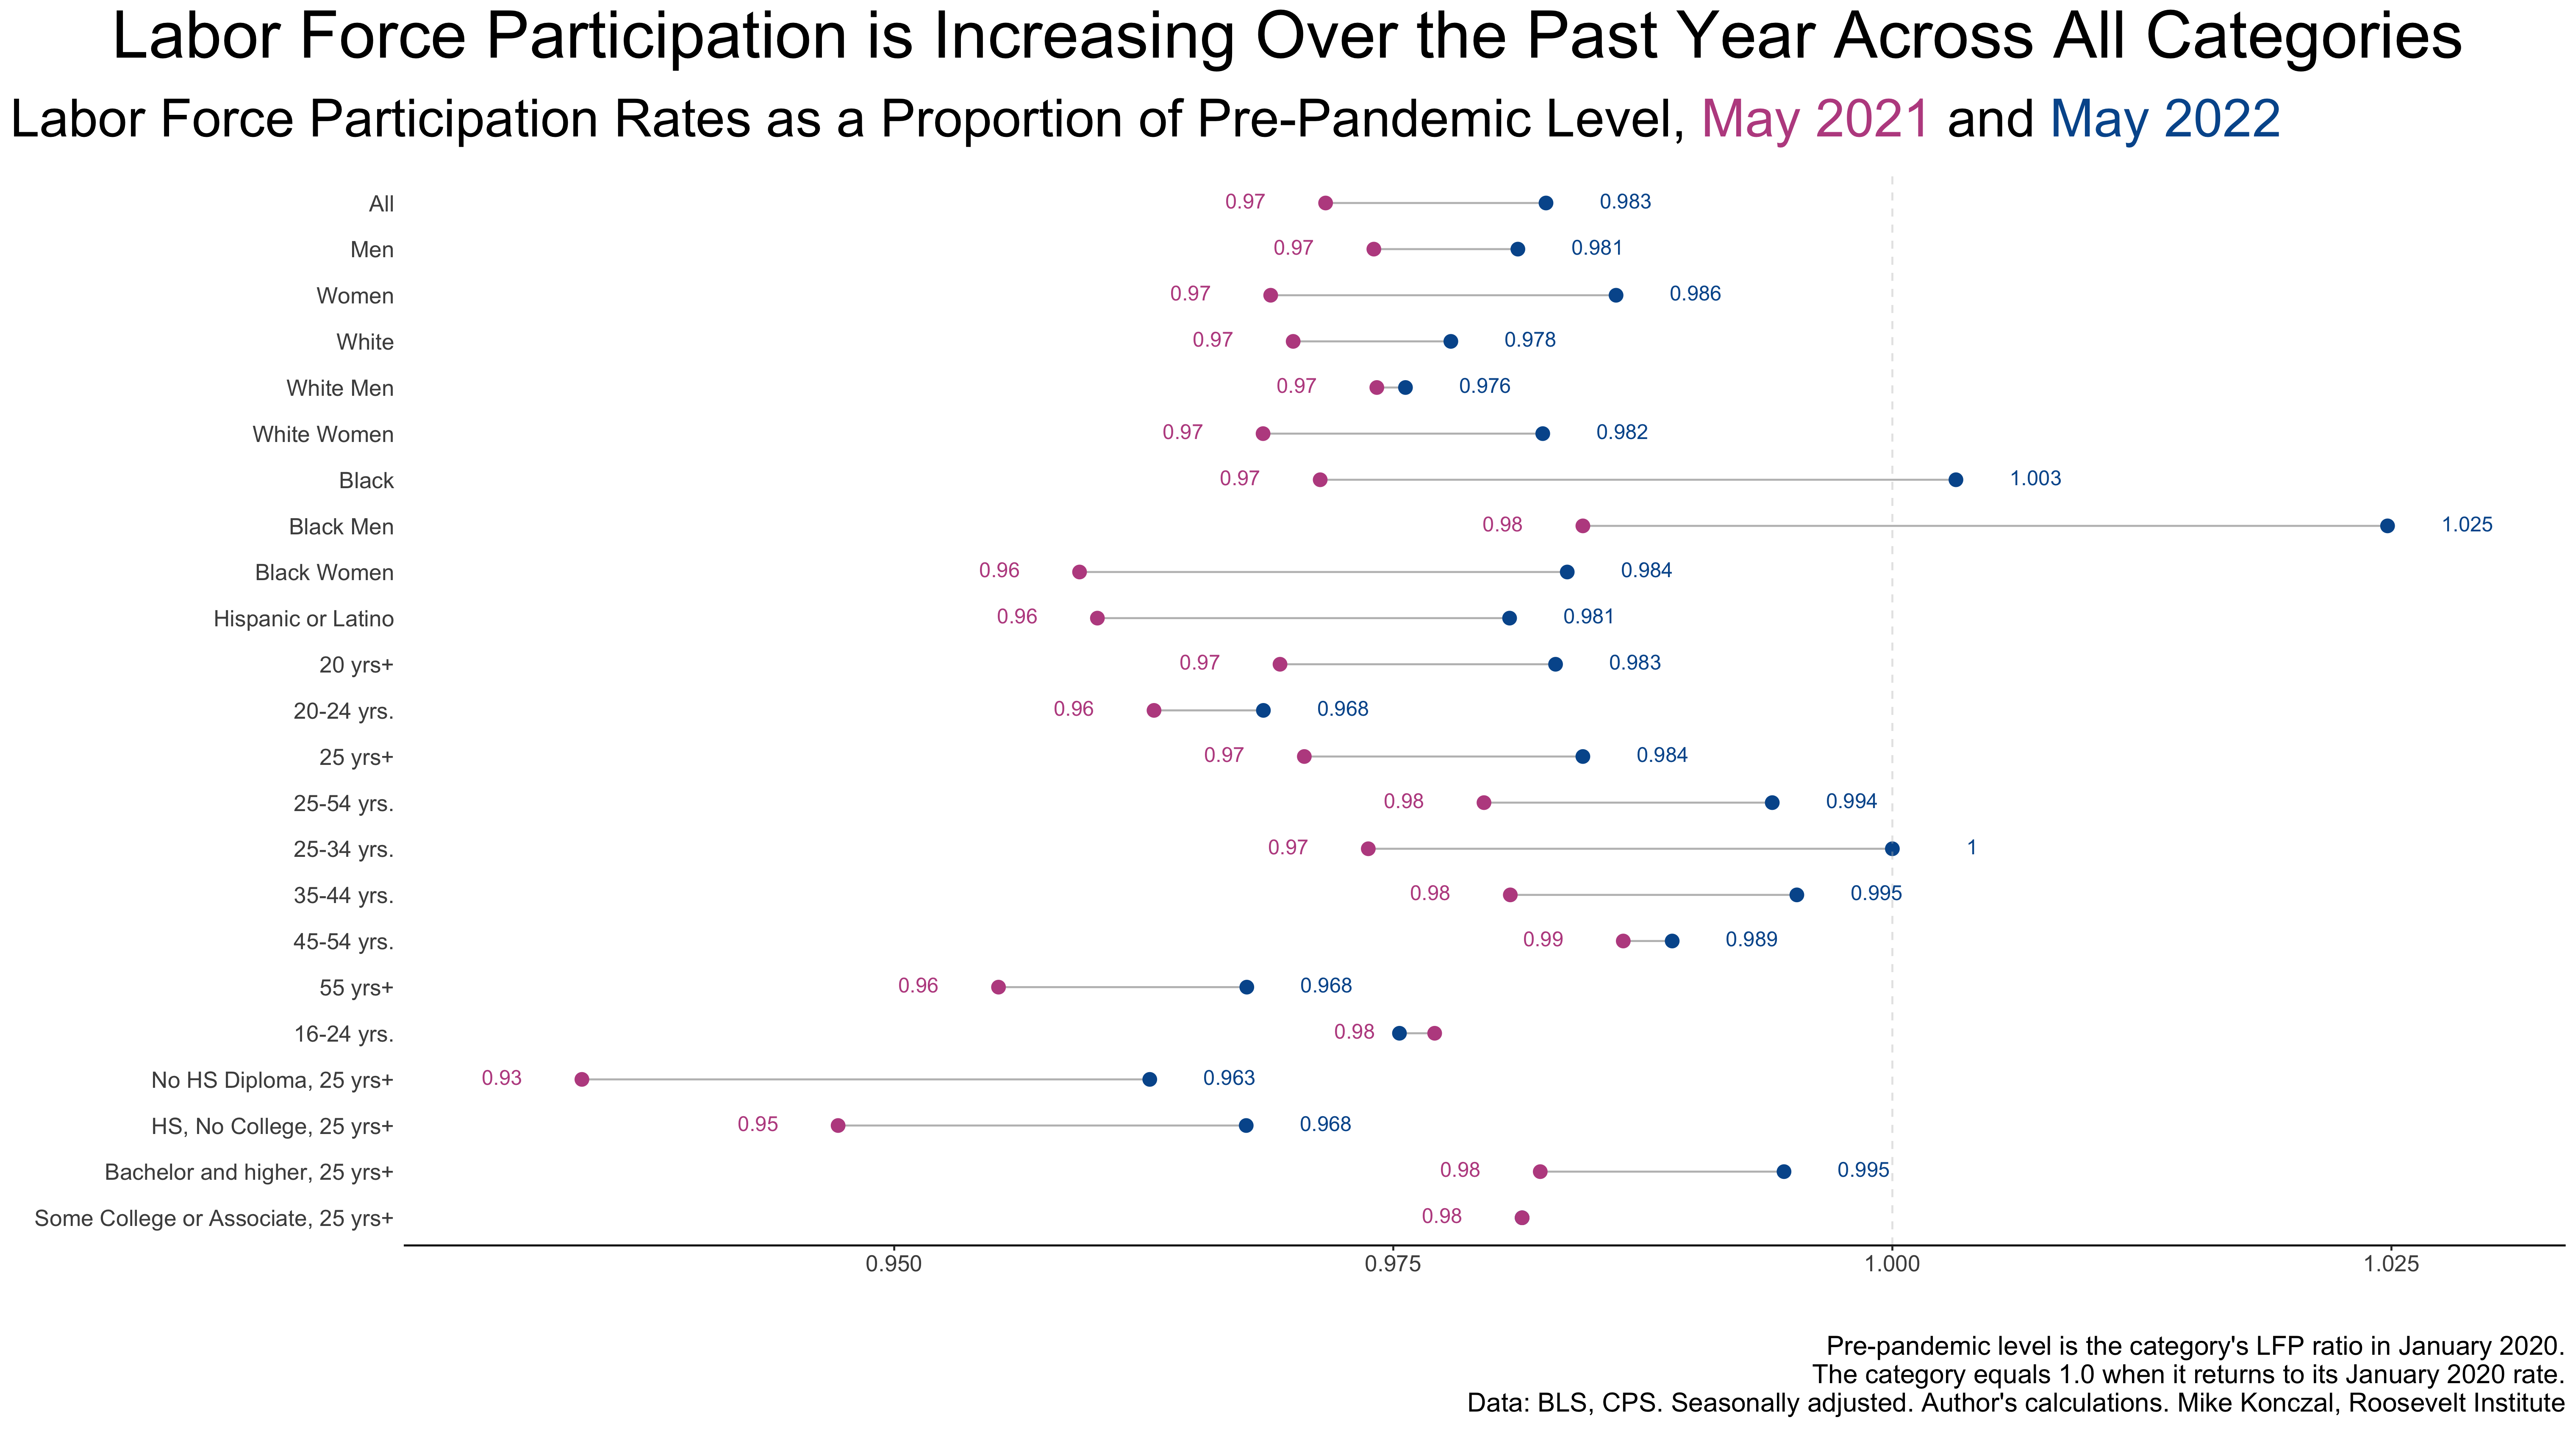 Labor Force Participation is Increasing Over the Past Year Across All Categories
Labor Force Participation Rates as a Proportion of Pre-Pandemic Level, May 2021 and May 2022
All 0.97 0.983
Men 0.97 0.981
Women 0.97 0.986
White 0.97 0.978
White Men 0.97 0.976
White Women 0.97 0.982
Black 0.97 1.003
Black Men 0.98 1.025
Black Women 0.96 0.984
Hispanic or Latino 0.96 0.981
20 yrs+ 0.97 0.983
20-24 yrs. 0.96 0.968
25 yrs+ 0.97 0.984
25-54 yrs. 0.98 0.994
25-34 yrs. 0.97 1
35-44 yrs. 0.98 0.995
45-54 yrs. 0.99 0.989
55 yrs+ 0.96 0.968
16-24 yrs. 0.98
No HS Diploma, 25 yrs+ 0.93 0.963
HS, No College, 25 yrs+ 0.95 0.968
Bachelor and higher, 25 yrs+ 0.98 0.995
Some College or Associate, 25 yrs+ 0.98
0.950 0.975 1.000 1.025
Pre-pandemic level is the category's LFP ratio in January 2020.
The category equals 1.0 when it returns to its January 2020 rate.
Data: BLS, CPS. Seasonally adjusted. Author's calculations. Mike Konczal, Roosevelt Institute